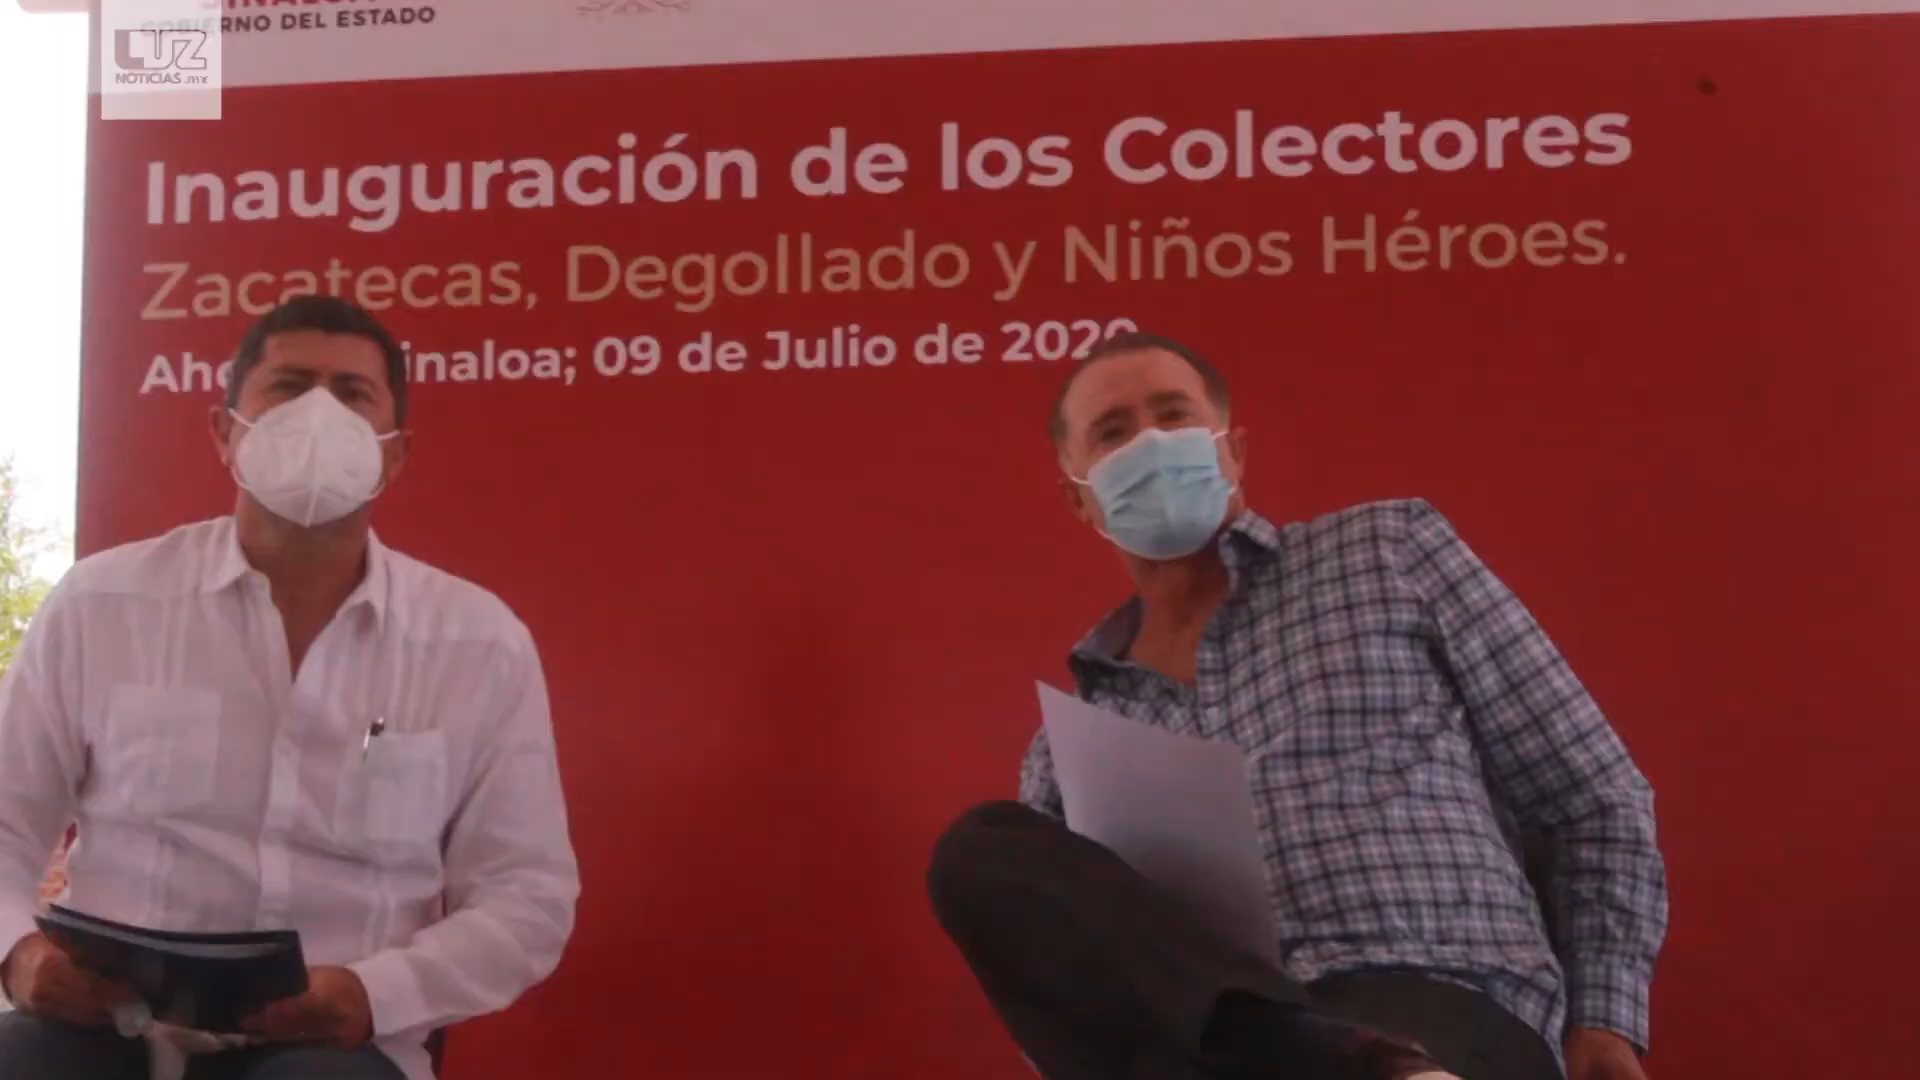 GOBIERNO DEL ESTADO
LUZ
NOTICIAS.mx
Inauguración de los Colectores
Zacatecas, Degollado y Niños Héroes.
Sinaloa; 09 de Julio de 2020